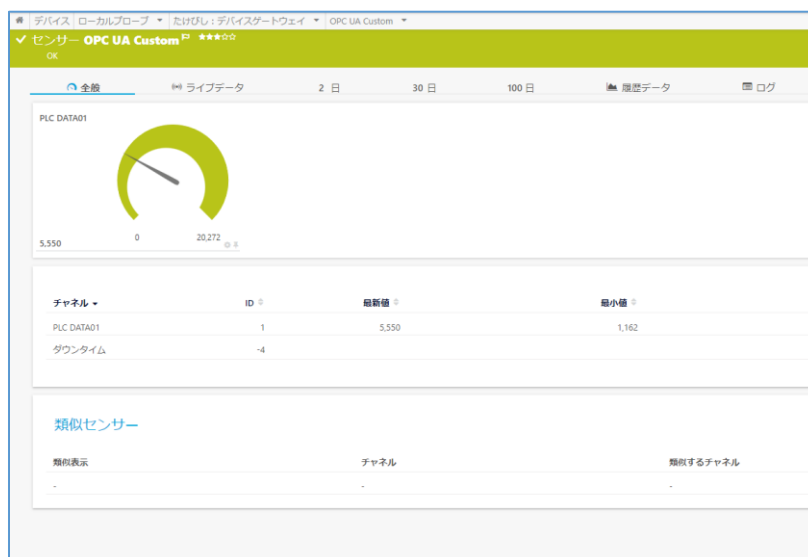 デバイス ローカルプローブ ▼ たけびし：デバイスゲートウェイ ▼ OPC UA Custom ▼
センサー OPC UA Custom ★★★☆☆
OK
全般 ライブデータ 2 日 30 日 100 日 履歴データ ログ
PLC DATA01
0 20,272
5,550
チャネル ID 最新値 最小値
PLC DATA01 1 5,550 1,162
ダウンタイム -4
類似センサー
類似表示 チャネル 類似するチャネル
- - -